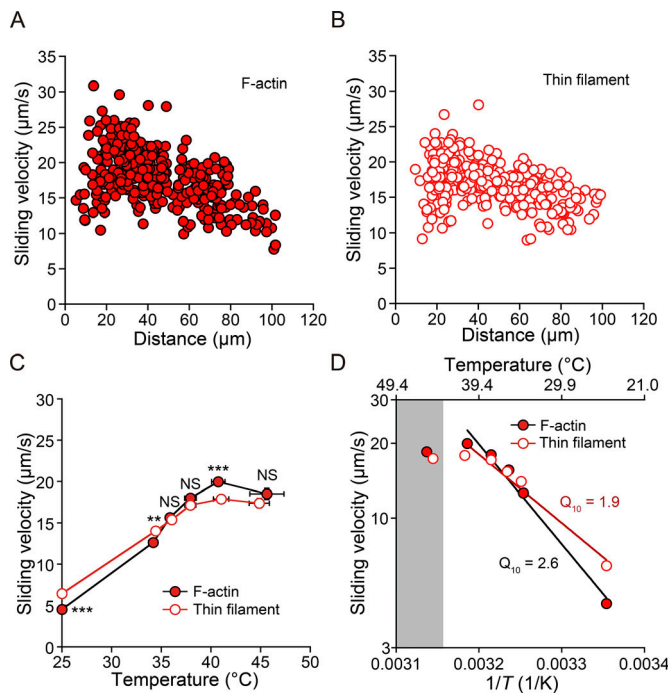 A
F-actin
Sliding velocity (µm/s)
35
30
25
20
15
10
5
0
0 20 40 60 80 100 120
Distance (µm)
B
Thin filament
Sliding velocity (µm/s)
35
30
25
20
15
10
5
0
0 20 40 60 80 100 120
Distance (µm)
C
Sliding velocity (µm/s)
30
25
20
15
10
5
0
***
**
NS
NS
***
NS
F-actin
Thin filament
25 30 35 40 45 50
Temperature (°C)
D
Temperature (°C)
49.4 39.4 29.9 21.0
Sliding velocity (µm/s)
30
20
10
3
F-actin
Thin filament
Q10 = 1.9
Q10 = 2.6
0.0031 0.0032 0.0033 0.0034
1/T (1/K)